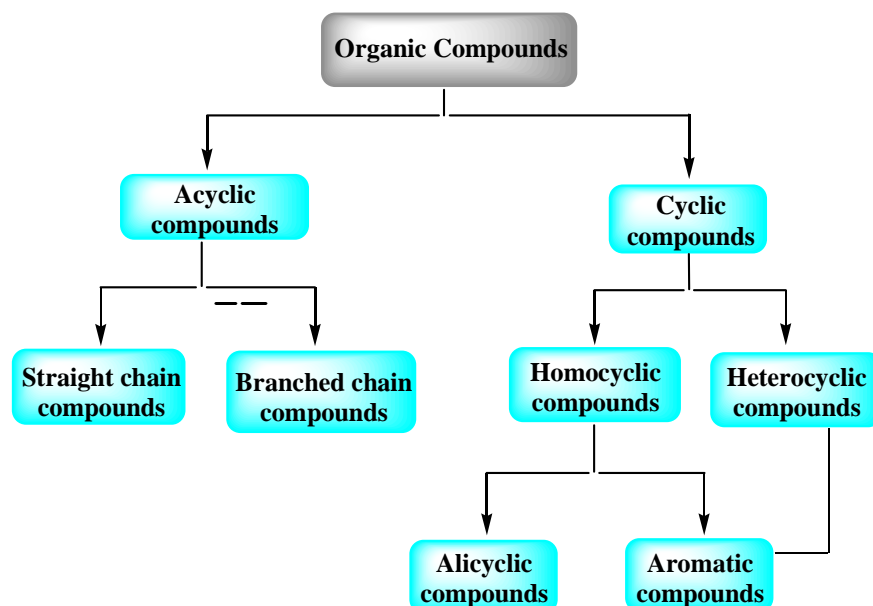 Organic Compounds
Acyclic
compounds
Cyclic
compounds
Straight chain
compounds
Branched chain
compounds
Homocyclic
compounds
Heterocyclic
compounds
Alicyclic
compounds
Aromatic
compounds